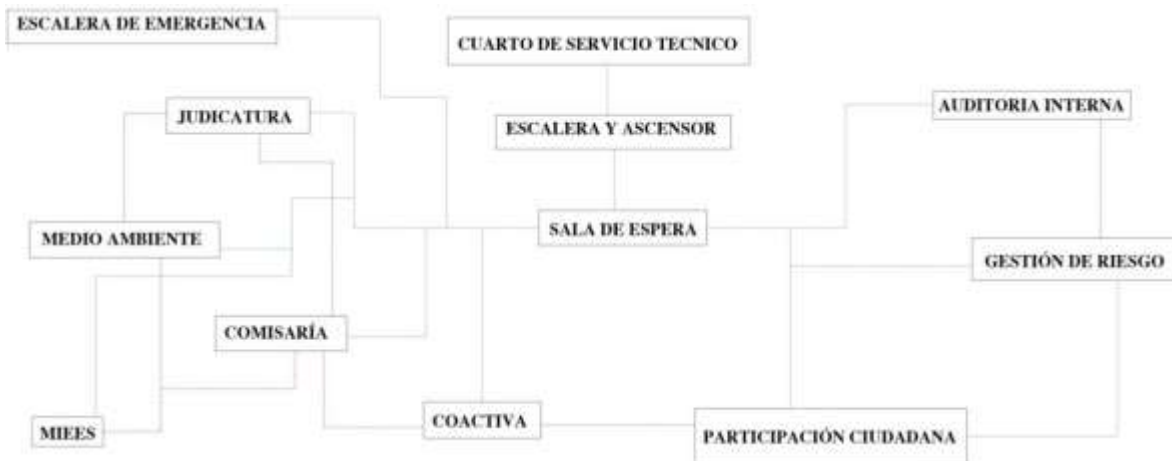 ESCALERA DE EMERGENCIA
CUARTO DE SERVICIO TECNICO
JUDICATURA
ESCALERA Y ASCENSOR
AUDITORIA INTERNA
MEDIO AMBIENTE
SALA DE ESPERA
GESTIÓN DE RIESGO
COMISARÍA
MIEES
COACTIVA
PARTICIPACIÓN CIUDADANA